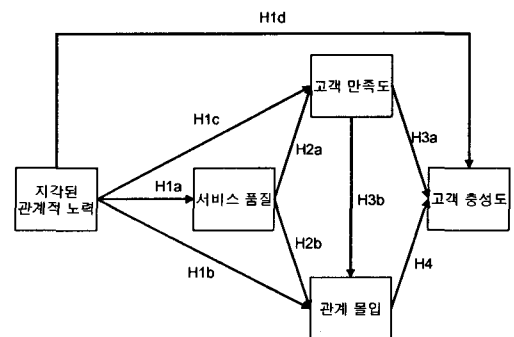 H1d
고객 만족도
H1c
H2a
H3a
지각된
관계적 노력
H1a
서비스 품질
H3b
고객 충성도
H2b
H1b
H4
관계 몰입